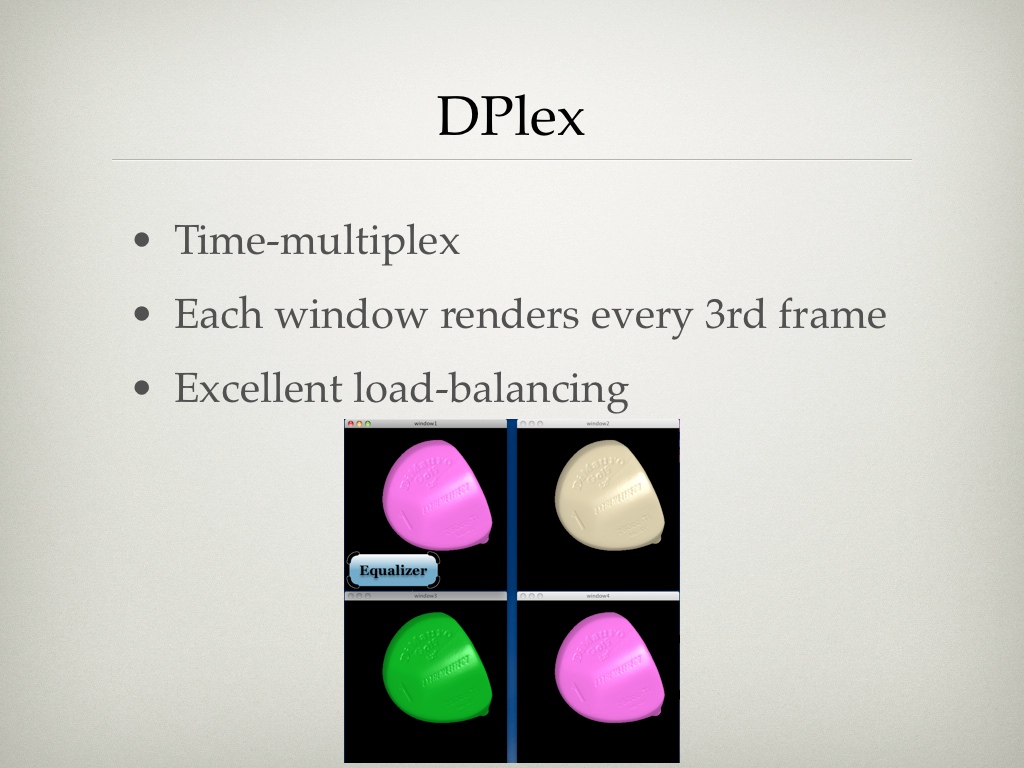 DPlex
• Time-multiplex
• Each window renders every 3rd frame
• Excellent load-balancing
window1
window2
Equalizer
window3
window4